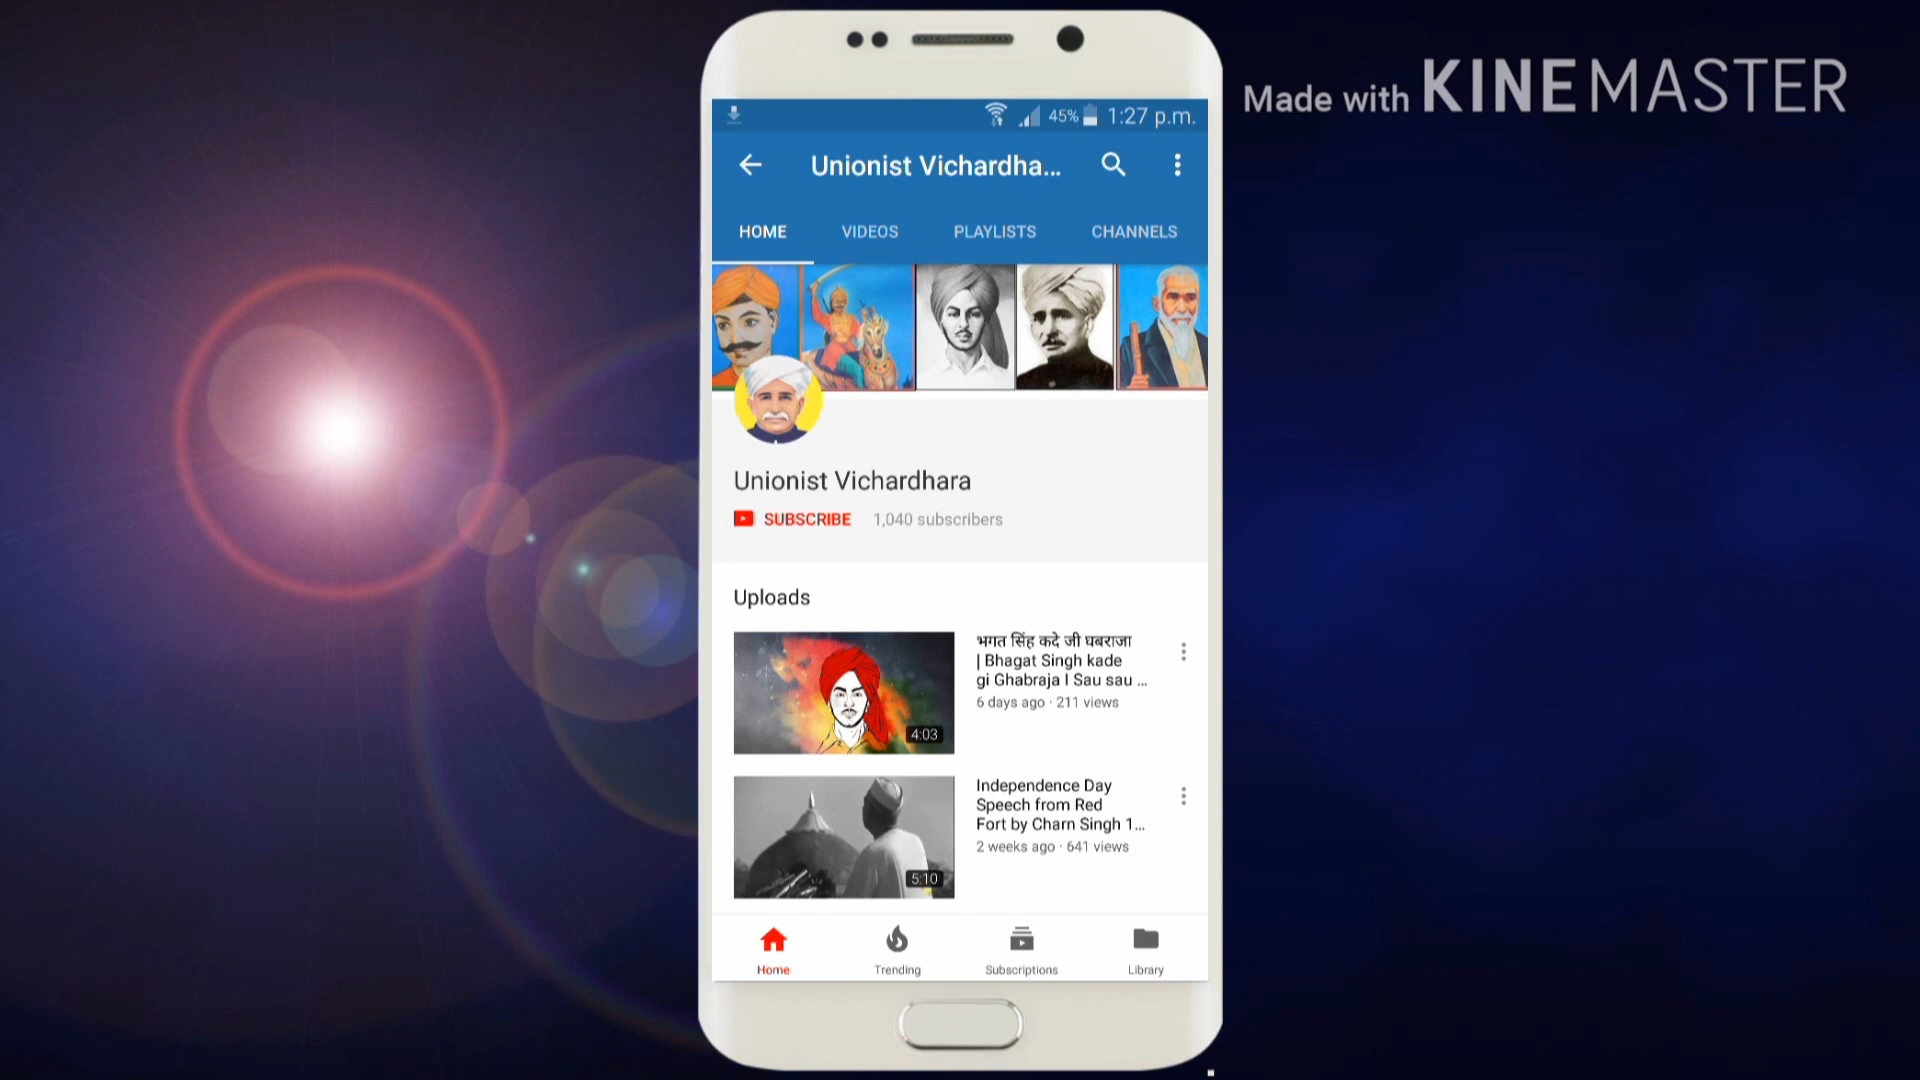 Made with KINEMASTER
45% 1:27 p.m.
Unionist Vichardha...
HOME VIDEOS PLAYLISTS CHANNELS
Unionist Vichardhara
SUBSCRIBE 1,040 subscribers
Uploads
भगत सिंह कदे जी घबराजा
| Bhagat Singh kade
gi Ghabraja I Sau sau ...
6 days ago · 211 views
4:03
Independence Day
Speech from Red
Fort by Charn Singh 1...
2 weeks ago · 641 views
5:10
Home Trending Subscriptions Library